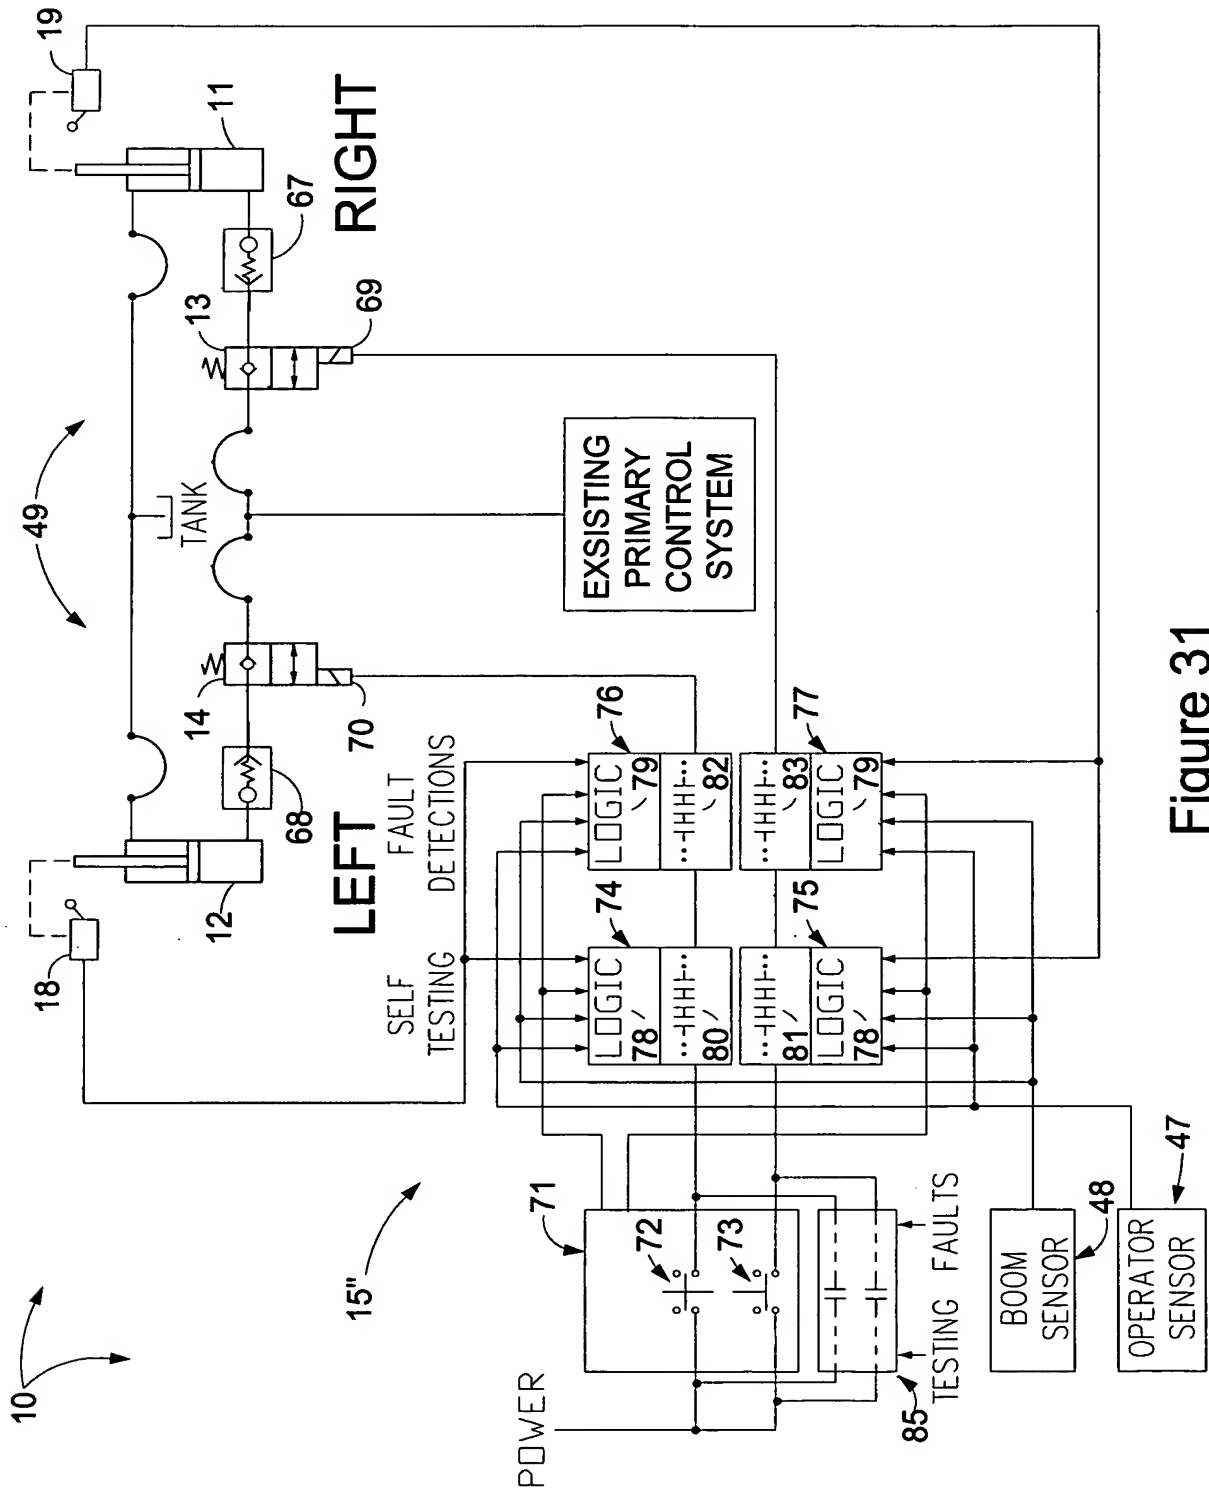 10
49
19
18
12
11
LEFT
RIGHT
68
14
70
TANK
13
69
67
15"
SELF
TESTING
FAULT
DETECTIONS
EXSISTING
PRIMARY
CONTROL
SYSTEM
POWER
71
72
73
74
LOGIC
78
80
76
LOGIC
79
82
81
LOGIC
78
75
83
LOGIC
79
77
85
TESTING FAULTS
BOOM
SENSOR
48
OPERATOR
SENSOR
47
Figure 31